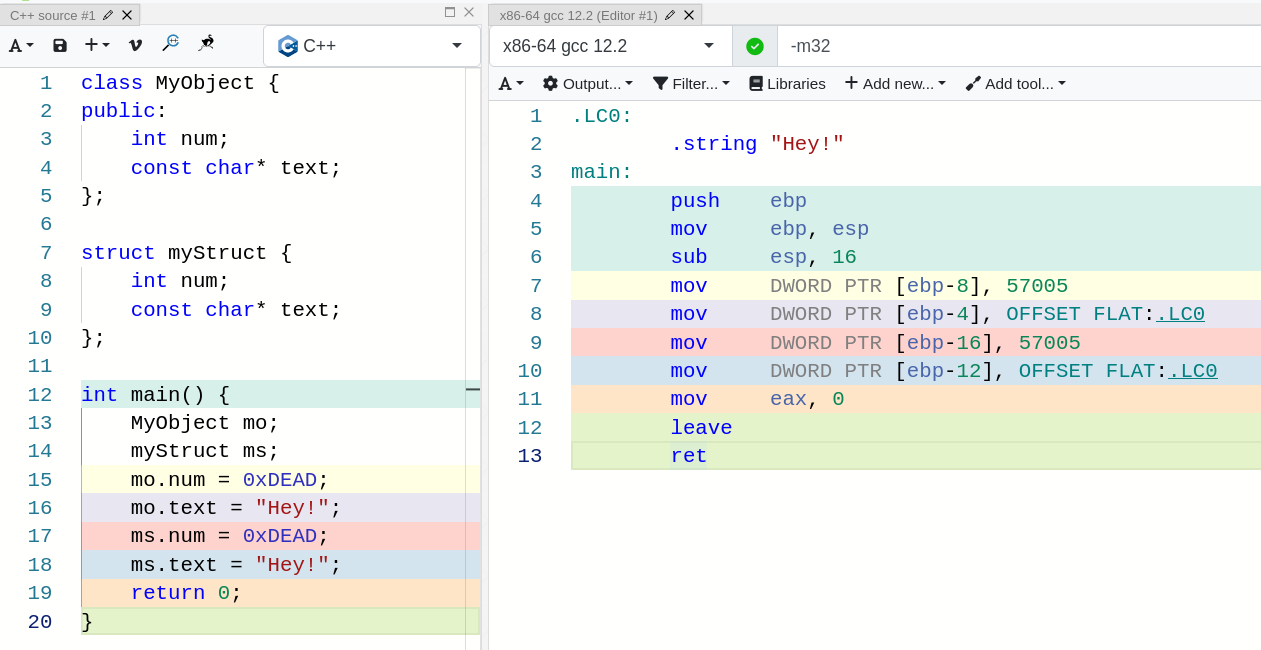 C++ source #1
C++
1 class MyObject {
2 public:
3     int num;
4     const char* text;
5 };
6
7 struct myStruct {
8     int num;
9     const char* text;
10 };
11
12 int main() {
13     MyObject mo;
14     myStruct ms;
15     mo.num = 0xDEAD;
16     mo.text = "Hey!";
17     ms.num = 0xDEAD;
18     ms.text = "Hey!";
19     return 0;
20 }
x86-64 gcc 12.2 (Editor #1)
x86-64 gcc 12.2 -m32
A Output... Filter... Libraries + Add new... Add tool...
1 .LC0:
2         .string "Hey!"
3 main:
4         push    ebp
5         mov     ebp, esp
6         sub     esp, 16
7         mov     DWORD PTR [ebp-8], 57005
8         mov     DWORD PTR [ebp-4], OFFSET FLAT:.LC0
9         mov     DWORD PTR [ebp-16], 57005
10         mov     DWORD PTR [ebp-12], OFFSET FLAT:.LC0
11         mov     eax, 0
12         leave
13         ret